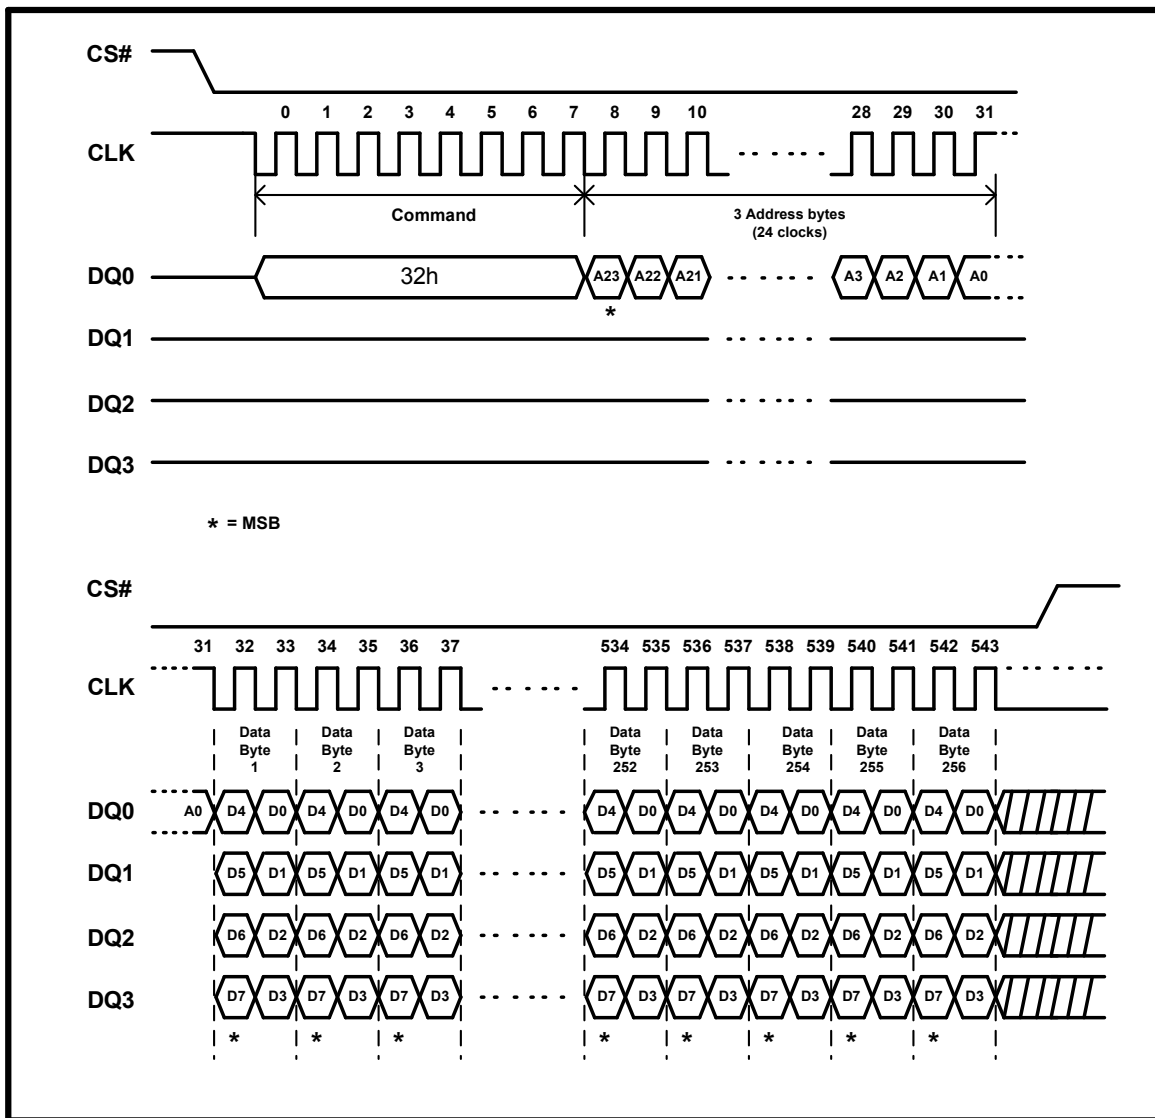 CS#
0 1 2 3 4 5 6 7 8 9 10 28 29 30 31
CLK
Command
3 Address bytes
(24 clocks)
DQ0 32h A23 A22 A21 A3 A2 A1 A0
*
DQ1
DQ2
DQ3
* = MSB
CS#
31 32 33 34 35 36 37 534 535 536 537 538 539 540 541 542 543
CLK
Data Data Data Data Data Data Data Data
Byte Byte Byte Byte Byte Byte Byte Byte
1 2 3 252 253 254 255 256
DQ0 A0 D4 D0 D4 D0 D4 D0 D4 D0 D4 D0 D4 D0 D4 D0 D4 D0
DQ1 D5 D1 D5 D1 D5 D1 D5 D1 D5 D1 D5 D1 D5 D1 D5 D1
DQ2 D6 D2 D6 D2 D6 D2 D6 D2 D6 D2 D6 D2 D6 D2 D6 D2
DQ3 D7 D3 D7 D3 D7 D3 D7 D3 D7 D3 D7 D3 D7 D3 D7 D3
* * * * * * * *